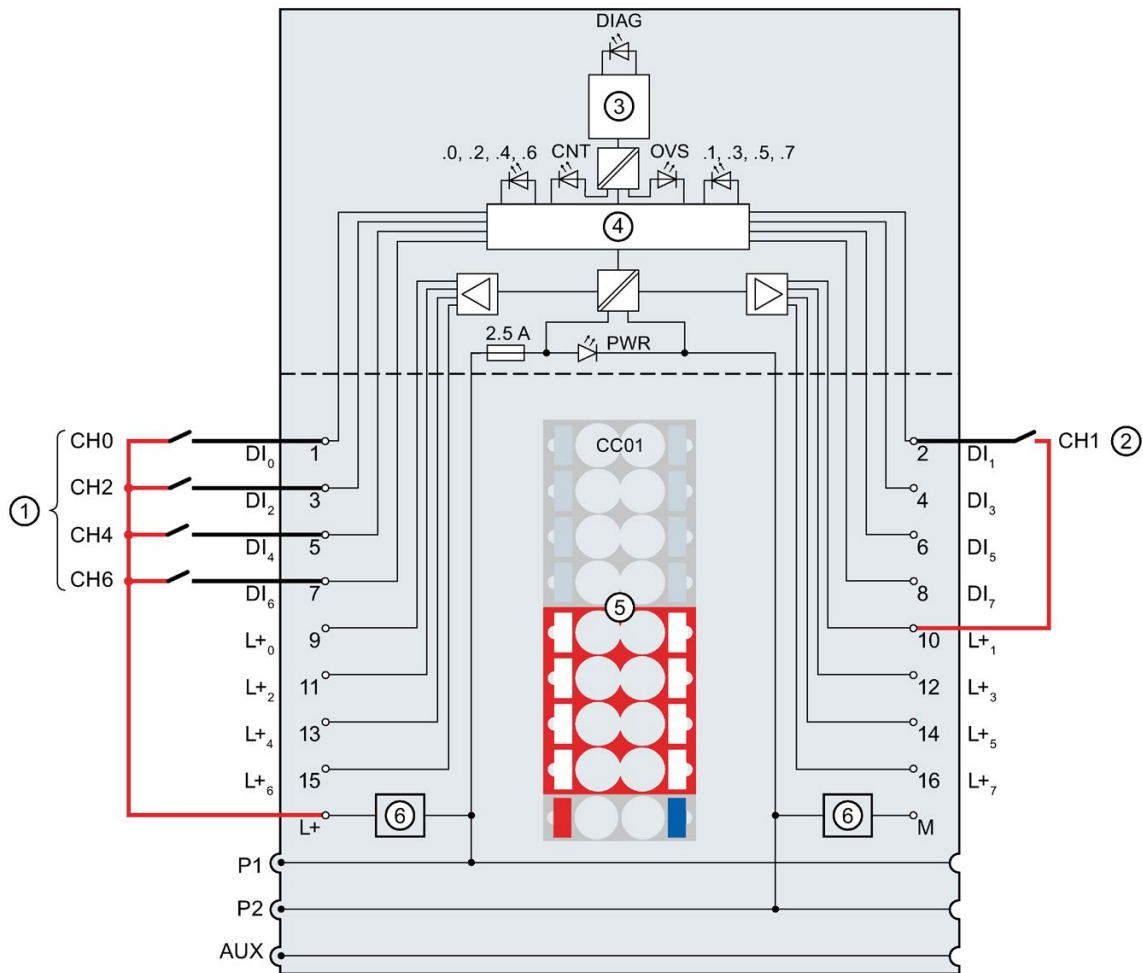 DIAG
3
.0, .2, .4, .6
CNT
OVS
.1, .3, .5, .7
4
2.5 A
PWR
1
CH0
DI0
1
CC01
2
DI1
CH1
2
CH2
DI2
3
4
DI3
CH4
DI4
5
6
DI5
CH6
DI6
7
5
8
DI7
L+0
9
10
L+1
L+2
11
12
L+3
L+4
13
14
L+5
L+6
15
16
L+7
L+
6
6
M
P1
P2
AUX